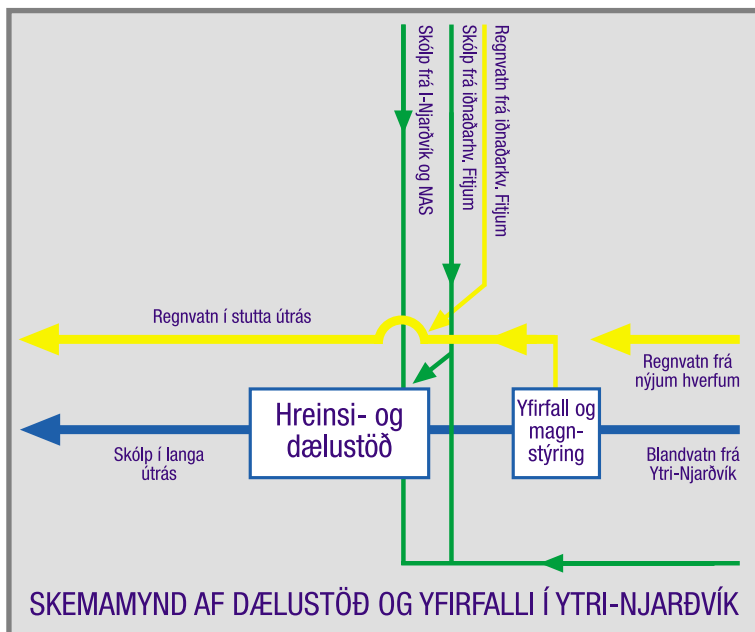 Skólp frá I-Njarðvík og NAS
Skólp frá iðnaðarhv. Fitjum
Regnvatn frá iðnaðarkv. Fitjum
Regnvatn í stutta útrás
Regnvatn frá
nýjum hverfum
Hreinsi- og
dælustöð
Yfirfall og
magn-
stýring
Skólp í langa
útrás
Blandvatn frá
Ytri-Njarðvík
SKEMAMYND AF DÆLUSTÖÐ OG YFIRFALLI Í YTRI-NJARÐVÍK